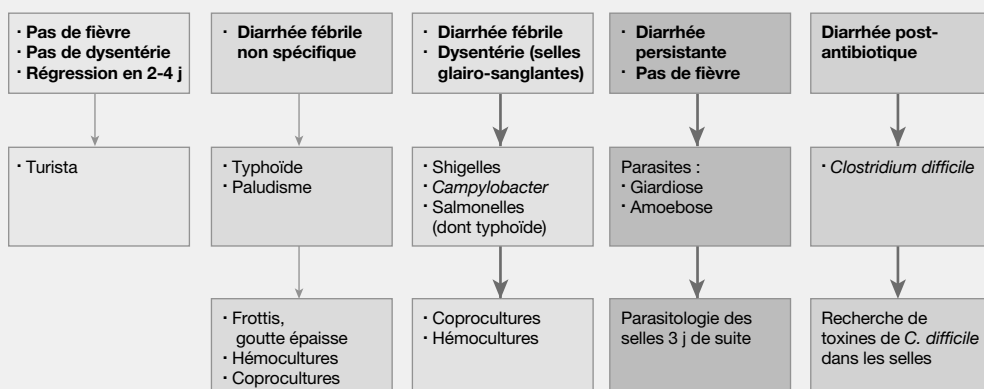 · Pas de fièvre
· Pas de dysentérie
· Régression en 2-4 j
· Diarrhée fébrile
non spécifique
· Diarrhée fébrile
· Dysentérie (selles
glairo-sanglantes)
· Diarrhée
persistante
· Pas de fièvre
Diarrhée post-
antibiotique
· Turista
· Typhoïde
· Paludisme
· Shigelles
· Campylobacter
· Salmonelles
(dont typhoïde)
Parasites :
· Giardiose
· Amoebose
· Clostridium difficile
· Frottis,
goutte épaisse
· Hémocultures
· Coprocultures
· Coprocultures
· Hémocultures
Parasitologie des
selles 3 j de suite
Recherche de
toxines de C. difficile
dans les selles